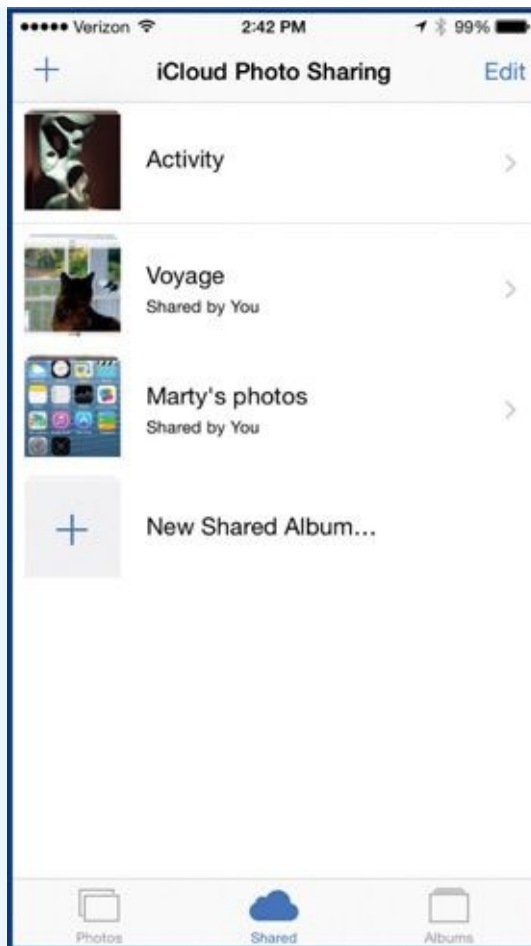 Verizon 2:42 PM 99%
iCloud Photo Sharing Edit
Activity
Voyage
Shared by You
Marty's photos
Shared by You
New Shared Album...
Photos Shared Albums